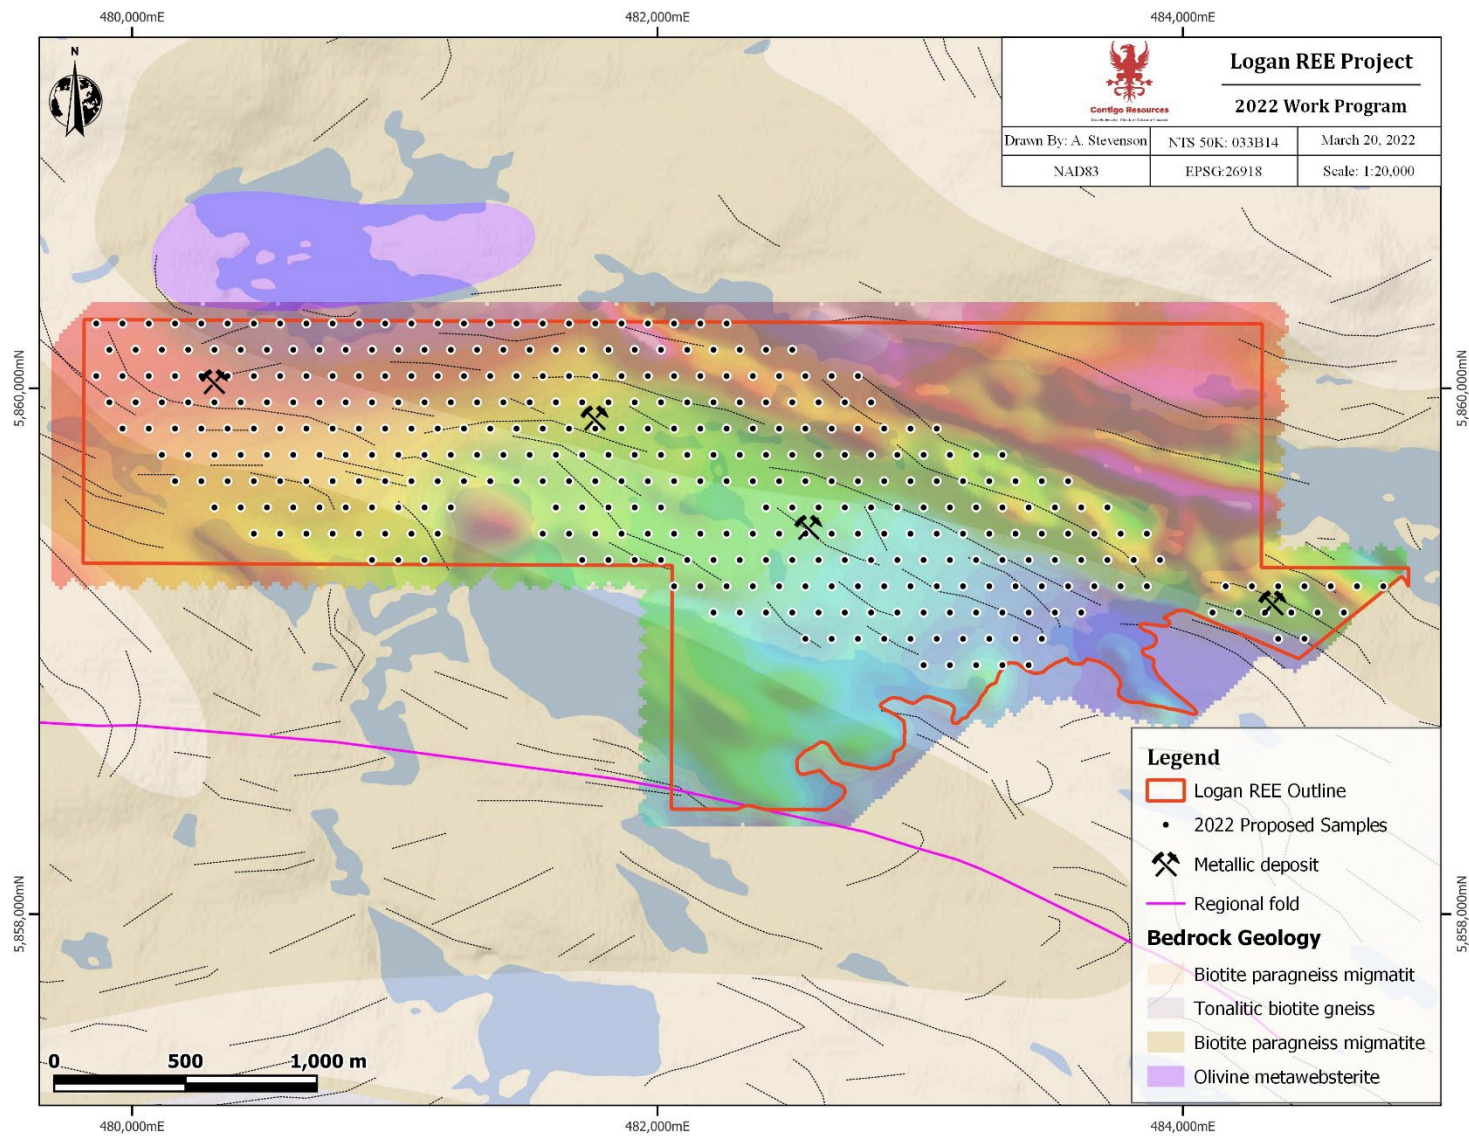 480,000mE
482,000mE
484,000mE
N
Contigo Resources
Logan REE Project
2022 Work Program
Drawn By: A. Stevenson
NTS 50K: 033B14
March 20, 2022
NAD83
EPSG:26918
Scale: 1:20,000
5,860,000mN
5,860,000mN
5,858,000mN
5,858,000mN
Legend
Logan REE Outline
2022 Proposed Samples
Metallic deposit
Regional fold
Bedrock Geology
Biotite paragneiss migmatit
Tonalitic biotite gneiss
Biotite paragneiss migmatite
Olivine metawebsterite
0 500 1,000 m
480,000mE
482,000mE
484,000mE